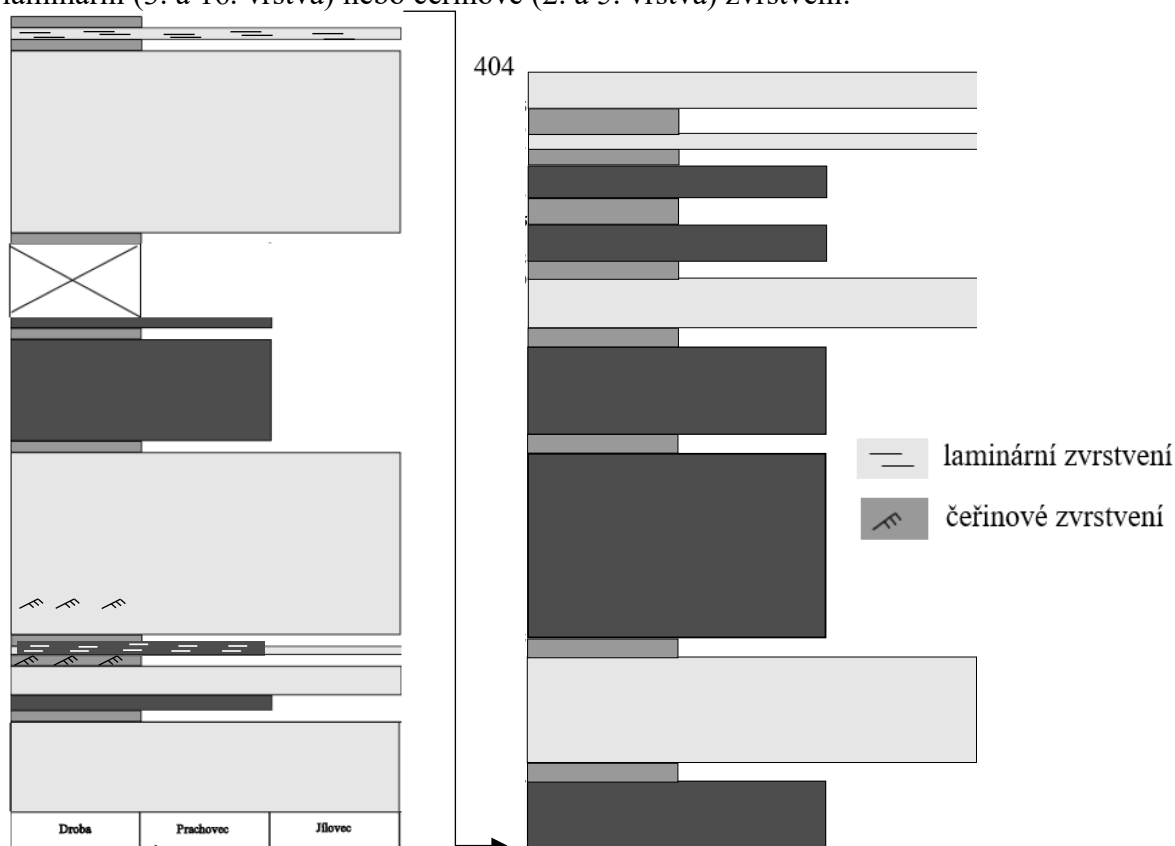 laminární (3. a 16. vrstva) nebo čeřinové (2. a 5. vrstva) zvrstvení.
404
laminární zvrstvení
čeřinové zvrstvení
Droba Prachovec Jílovec